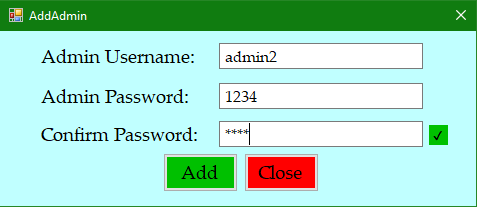 AddAdmin
Admin Username: admin2
Admin Password: 1234
Confirm Password: ****
Add Close